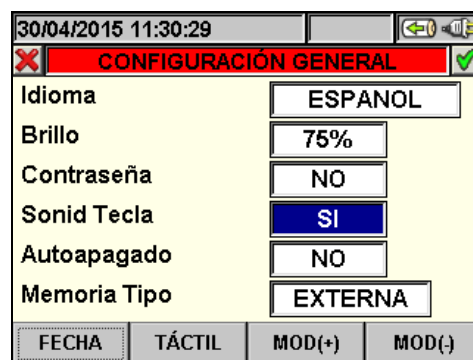 30/04/2015 11:30:29
CONFIGURACIÓN GENERAL
Idioma ESPANOL
Brillo 75%
Contraseña NO
Sonid Tecla SI
Autoapagado NO
Memoria Tipo EXTERNA
FECHA TÁCTIL MOD(+) MOD(-)